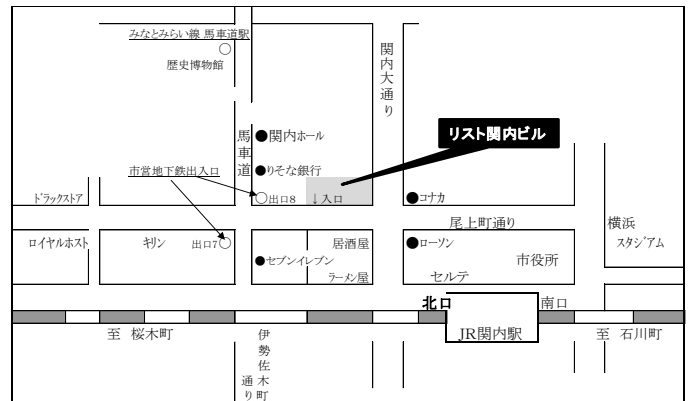 みなとみらい線 馬車道駅
歴史博物館
関内大通り
馬車道
関内ホール
リスト関内ビル
りそな銀行
市営地下鉄出入口
ドラックストア
出口8
↓入口
コナカ
尾上町通り
横浜
スタジアム
ロイヤルホスト
キリン
出口7
居酒屋
ローソン
市役所
セブンイレブン
ラーメン屋
セルテ
北口
南口
至 桜木町
JR関内駅
至 石川町
伊勢佐木町
通り